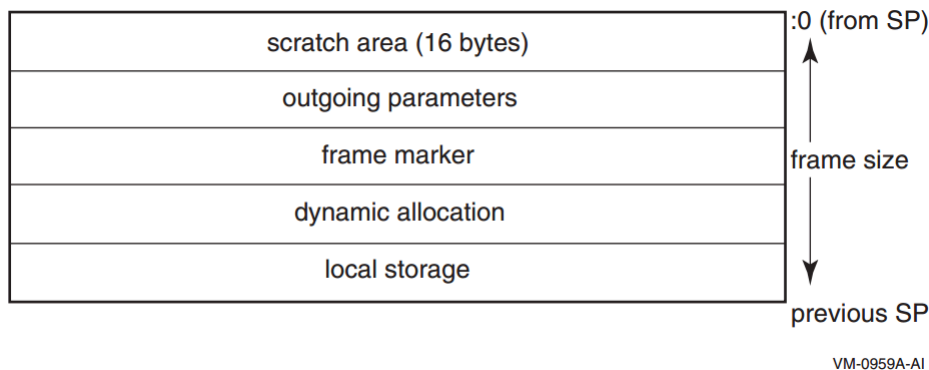 :0 (from SP)
scratch area (16 bytes)
outgoing parameters
frame marker
frame size
dynamic allocation
local storage
previous SP
VM-0959A-AI